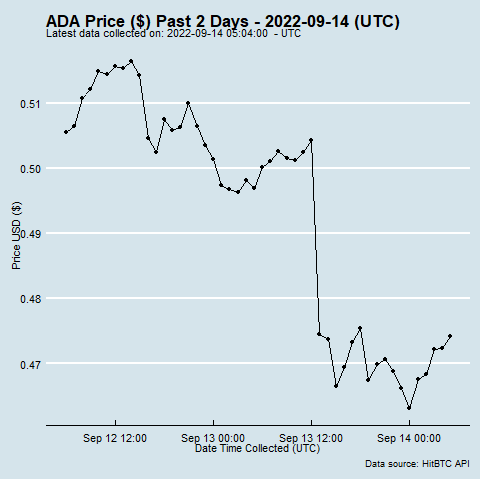 ADA Price ($) Past 2 Days - 2022-09-14 (UTC)
Latest data collected on: 2022-09-14 05:04:00  - UTC
Price USD ($)
0.51
0.50
0.49
0.48
0.47
Sep 12 12:00
Sep 13 00:00
Sep 13 12:00
Sep 14 00:00
Date Time Collected (UTC)
Data source: HitBTC API